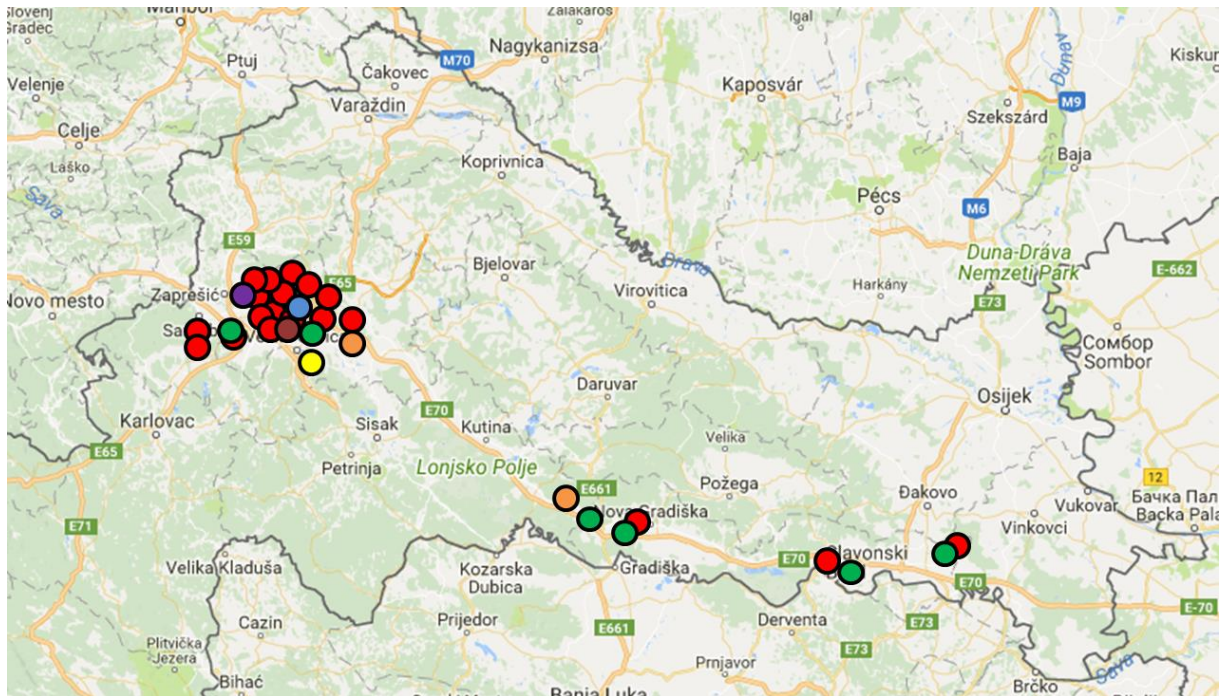 Maribor
Zalakaros
Igal
Slovenj
Gradec
Nagykanizsa
Dunav
Kiskun
Ptuj
M70
Čakovec
Kaposvár
Velenje
Varaždin
M9
Szekszárd
Celje
Koprivnica
Baja
Laško
Pécs
M6
Sava
E59
Duna-Dráva
Nemzeti Park
Bjelovar
Drava
E-662
E65
Harkány
Novo mesto
Zaprešić
Virovitica
E73
Сомбор
Sombor
Daruvar
Osijek
Karlovac
E70
Sisak
Kutina
Velika
E65
Petrinja
Lonjsko Polje
12
E661
Požega
Đakovo
Vukovar
Бачка Пал
Backa Pala
Nova Gradiška
Vinkovci
E71
Slavonski
E70
Velika Kladuša
Kozarska
Dubica
Gradiška
E70
E-70
Cazin
Prijedor
E661
Derventa
E73
E73
Plitvička
Jezera
Prnjavor
Sava
Bihać
Brčko
Banja Luka